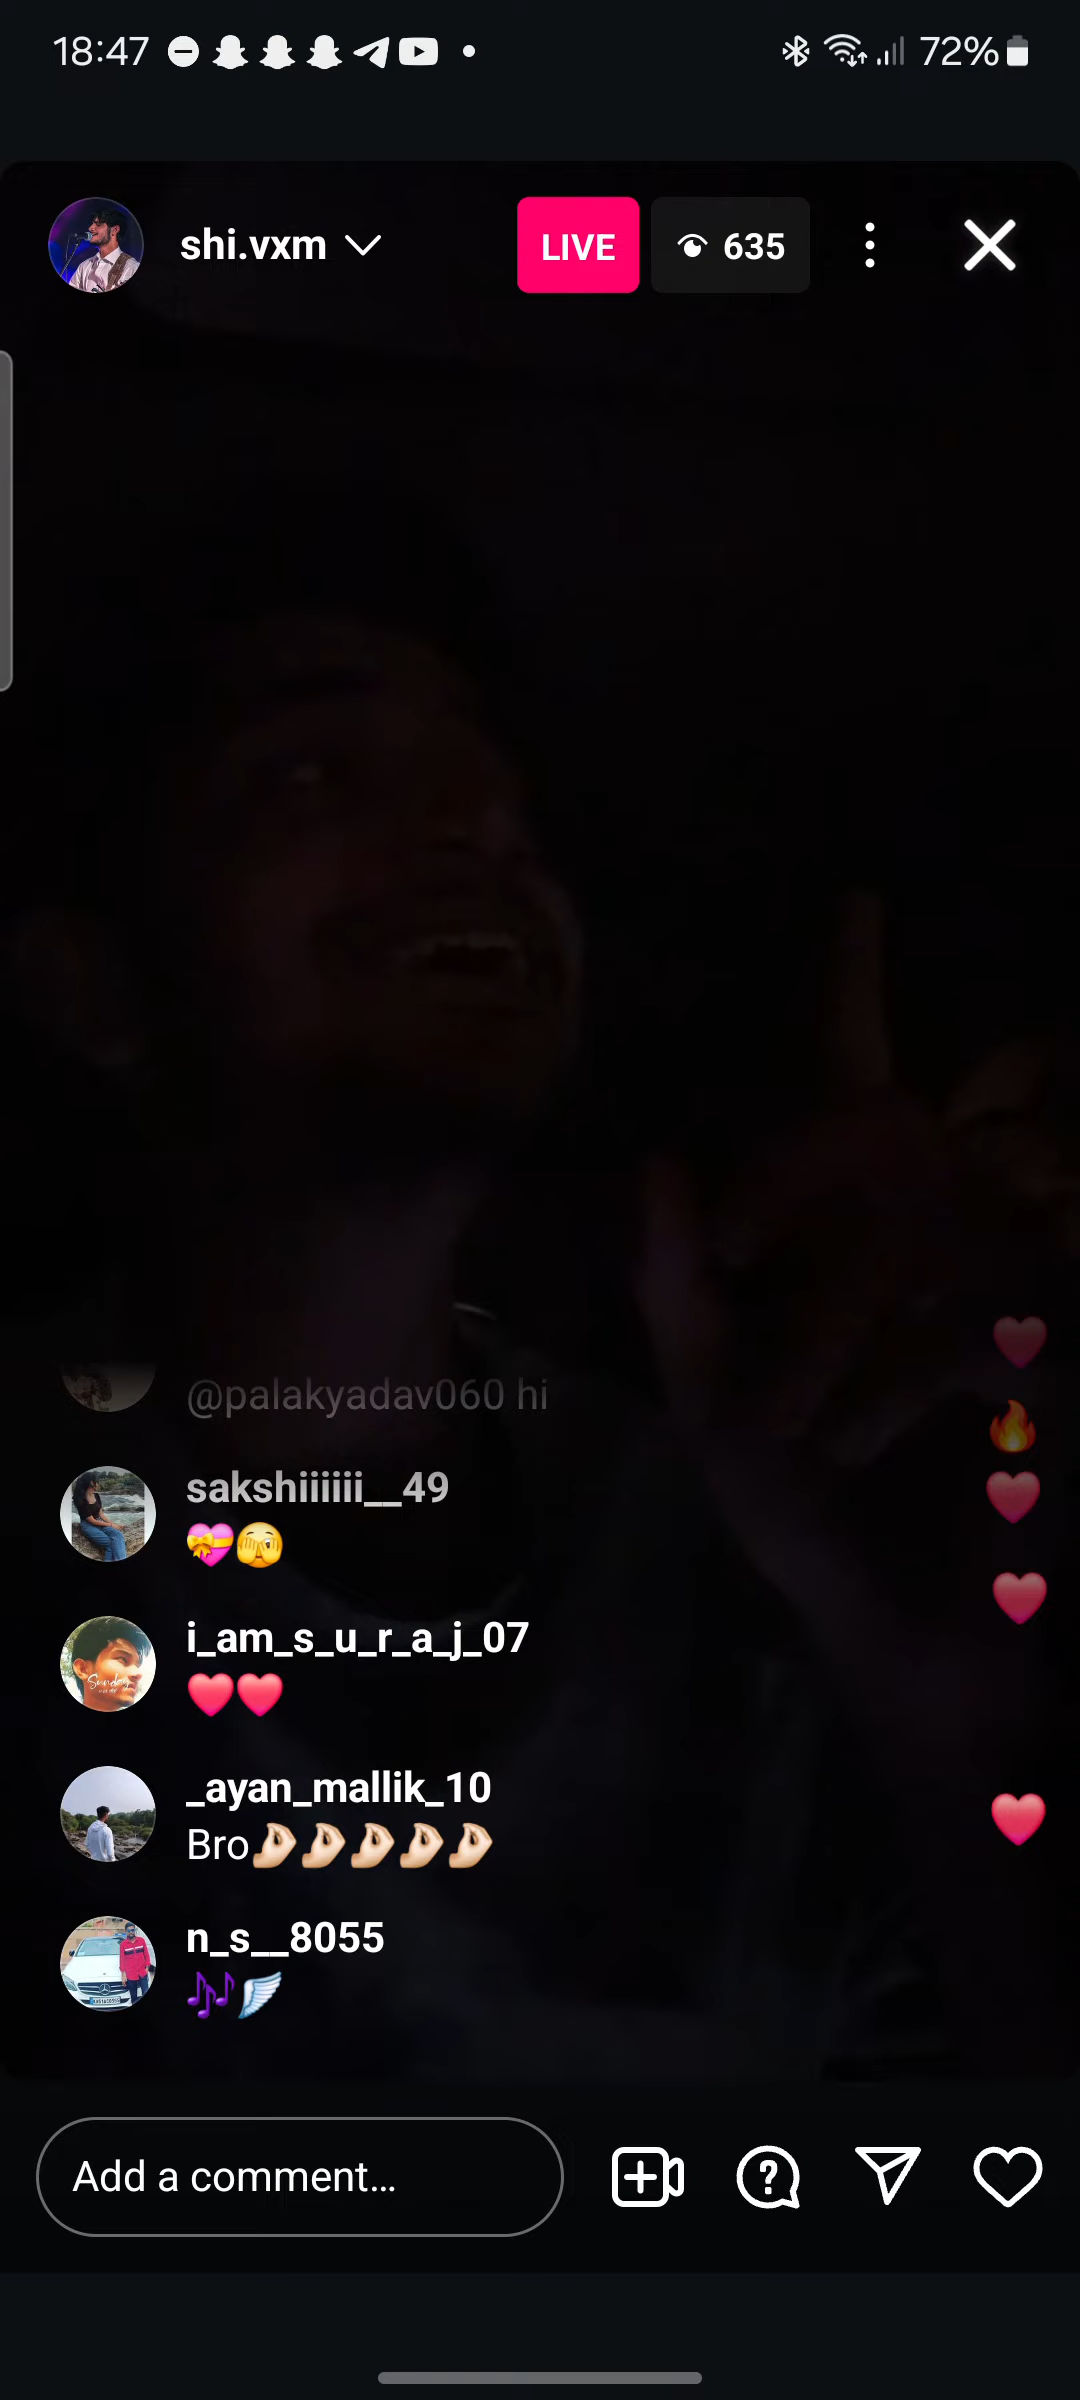 18:47
72%
shi.vxm
LIVE
635
@palakyadav060 hi
sakshiiiiii__49
💝🫣
i_am_s_u_r_a_j_07
❤️❤️
_ayan_mallik_10
Bro🤌🏻🤌🏻🤌🏻🤌🏻🤌🏻
n_s__8055
🎶🪽
Add a comment...